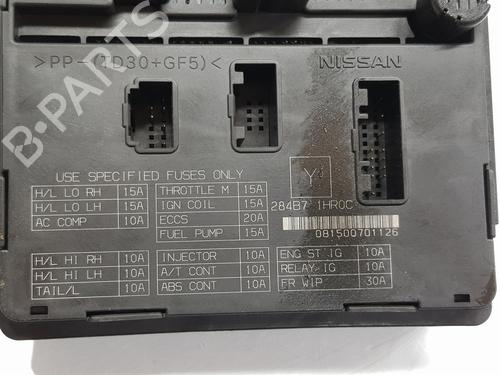 >PP-(TD30+GF5)<
NISSAN
B-PARTS
USE SPECIFIED FUSES ONLY
Y
H/L LO RH 15A THROTTLE M 15A
H/L LO LH 15A IGN COIL 15A 284B7 1HR0C
AC COMP 10A ECCS 20A
FUEL PUMP 15A 081500701126
H/L HI RH 10A INJECTOR 10A ENG ST IG 10A
H/L HI LH 10A A/T CONT 10A RELAY IG 10A
TAIL/L 10A ABS CONT 10A FR WIP 30A